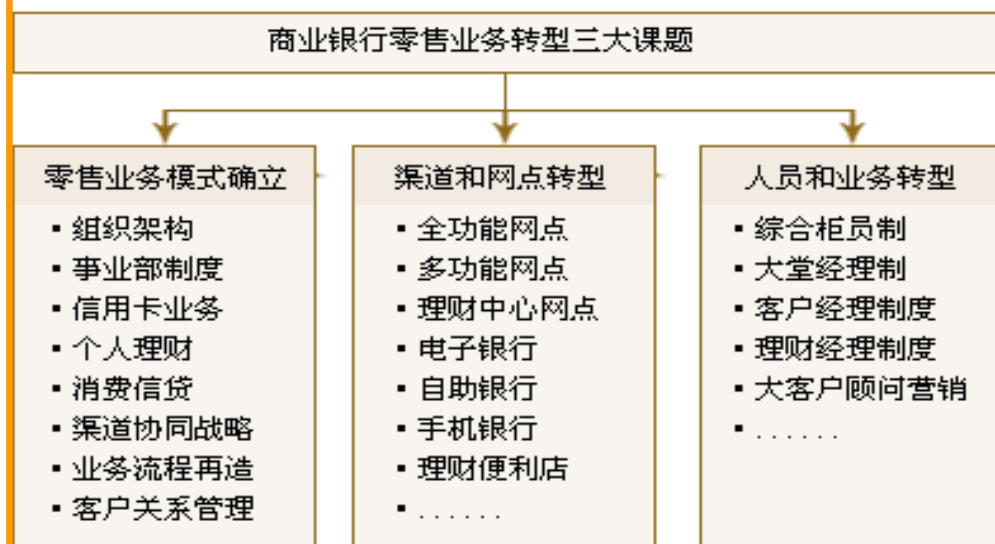 商业银行零售业务转型三大课题
零售业务模式确立
▪ 组织架构
▪ 事业部制度
▪ 信用卡业务
▪ 个人理财
▪ 消费信贷
▪ 渠道协同战略
▪ 业务流程再造
▪ 客户关系管理
渠道和网点转型
▪ 全功能网点
▪ 多功能网点
▪ 理财中心网点
▪ 电子银行
▪ 自助银行
▪ 手机银行
▪ 理财便利店
▪ ......
人员和业务转型
▪ 综合柜员制
▪ 大堂经理制
▪ 客户经理制度
▪ 理财经理制度
▪ 大客户顾问营销
▪ ......